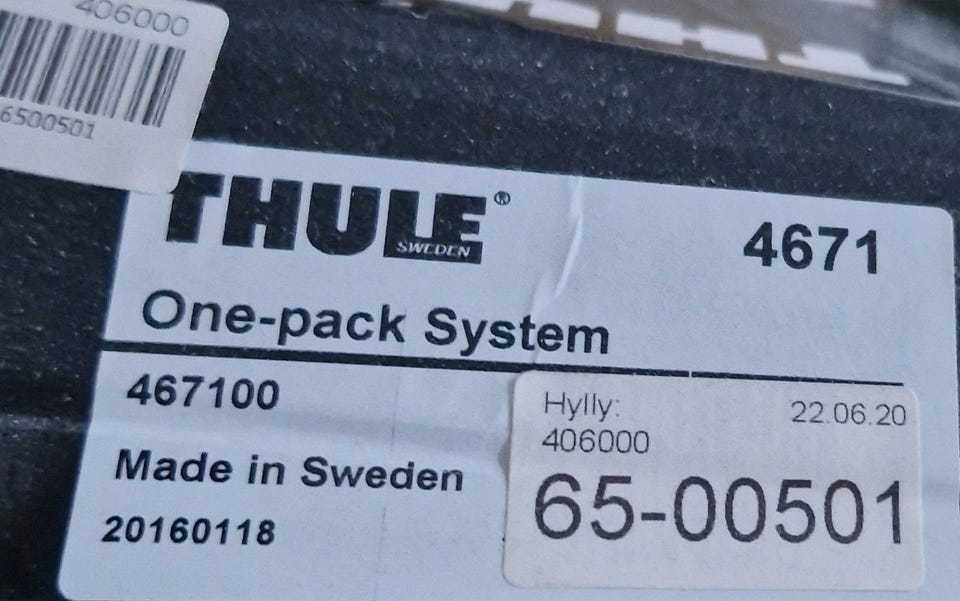 406000
6500501
THULE®
SWEDEN
4671
One-pack System
467100
Made in Sweden
20160118
Hylly:
22.06.20
406000
65-00501